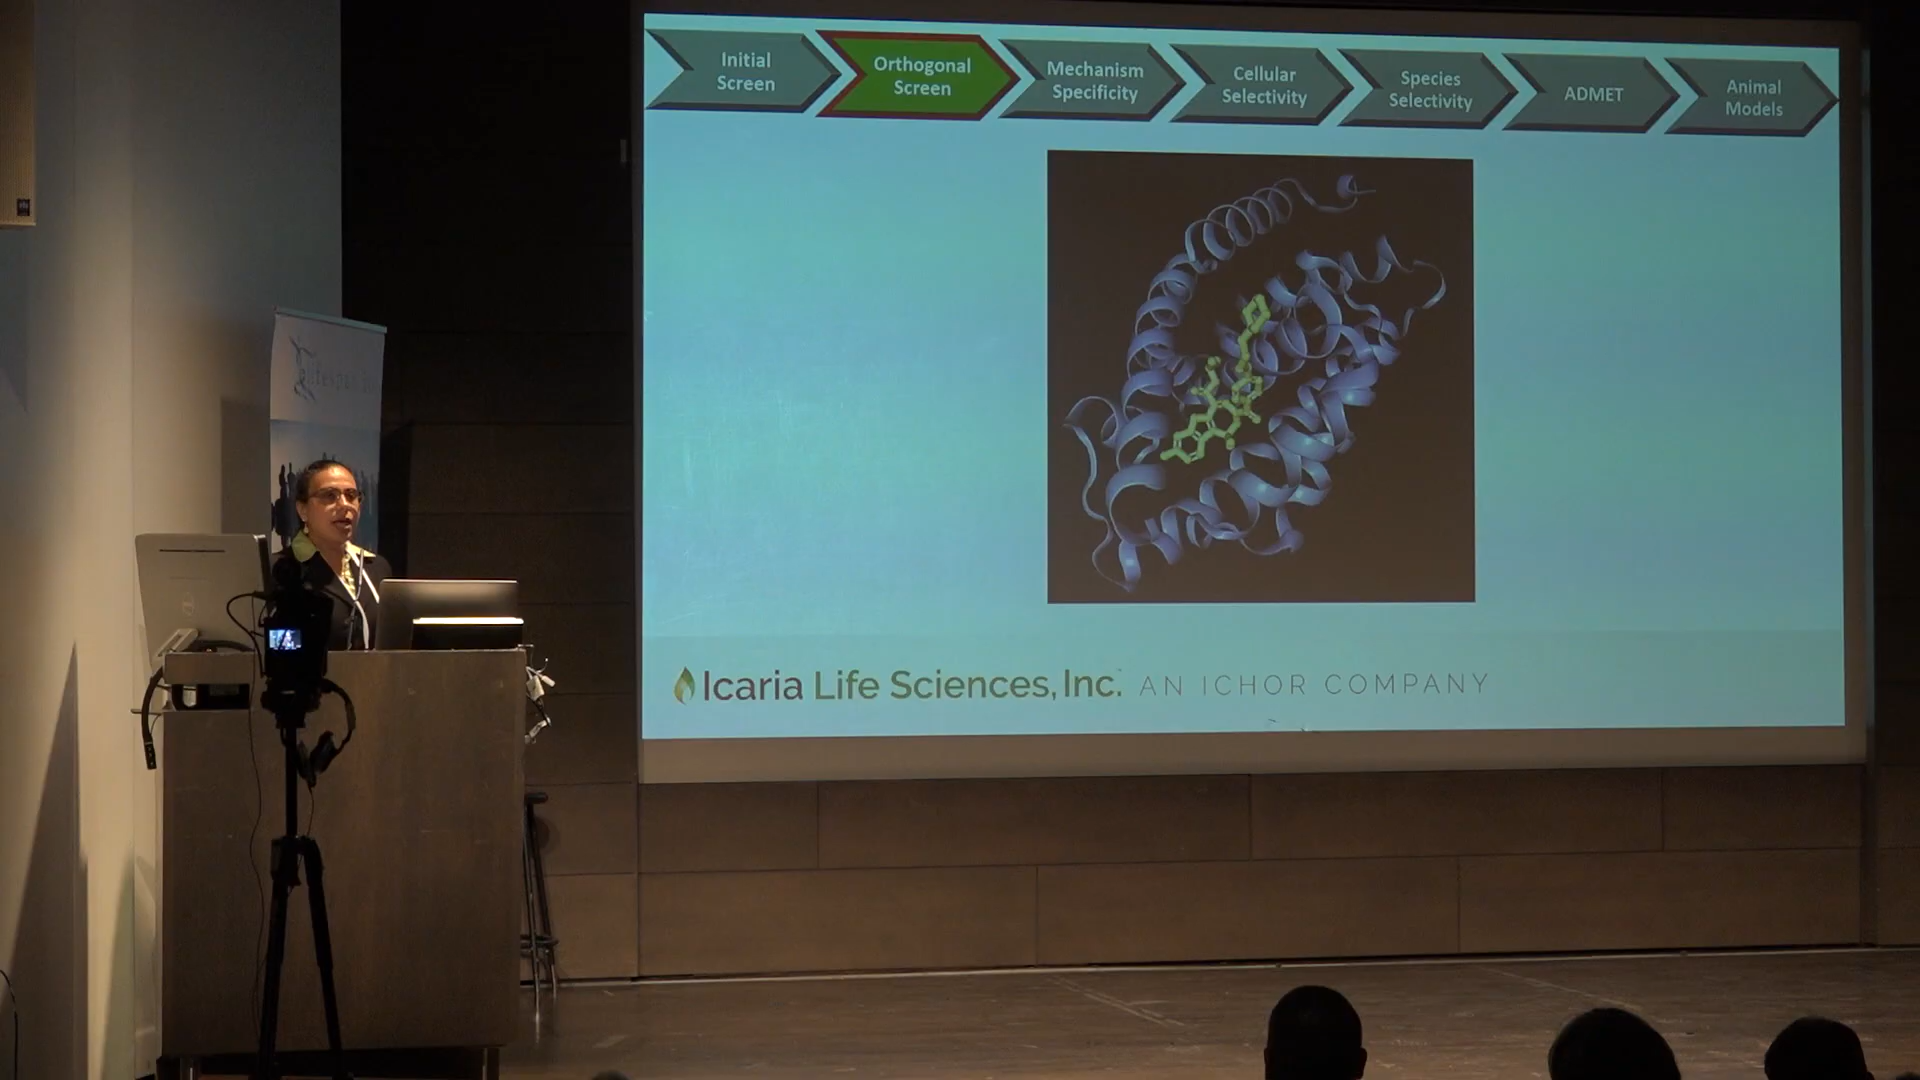 Initial
Screen
Orthogonal
Screen
Mechanism
Specificity
Cellular
Selectivity
Species
Selectivity
ADMET
Animal
Models
Icaria Life Sciences, Inc. AN ICHOR COMPANY